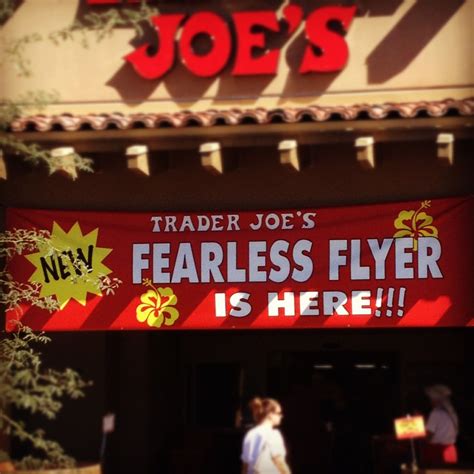 JOE'S
NEW
TRADER JOE'S
FEARLESS FLYER
IS HERE!!!